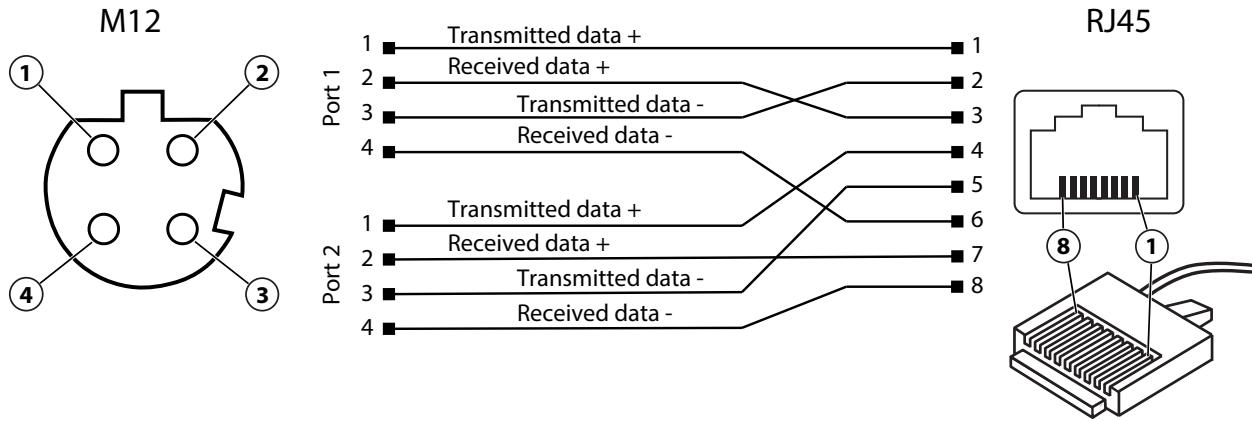 M12
RJ45
1
2
4
3
Port 1
1 Transmitted data + 1
2 Received data + 2
3 Transmitted data - 3
4 Received data - 4
5
Port 2
1 Transmitted data + 6
2 Received data + 7
3 Transmitted data - 8
4 Received data -
8
1